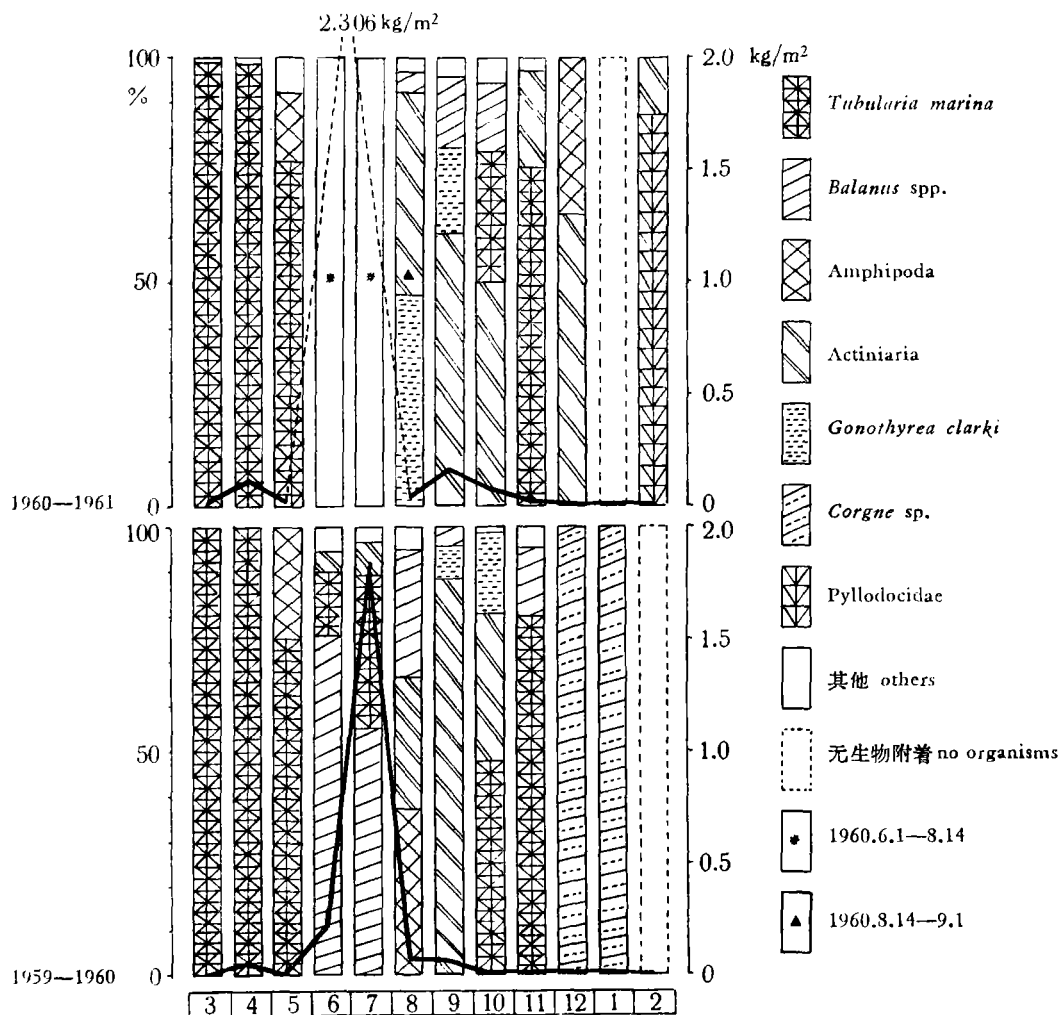 2.306 kg/m²
100
%
50
0
1960—1961
2.0 kg/m²
1.5
1.0
0.5
0
100
50
0
1959—1960
2.0
1.5
1.0
0.5
0
3 4 5 6 7 8 9 10 11 12 1 2
Tubularia marina
Balanus spp.
Amphipoda
Actiniaria
Gonothyrea clarki
Corgne sp.
Pyllodocidae
其他 others
无生物附着 no organisms
1960.6.1—8.14
1960.8.14—9.1